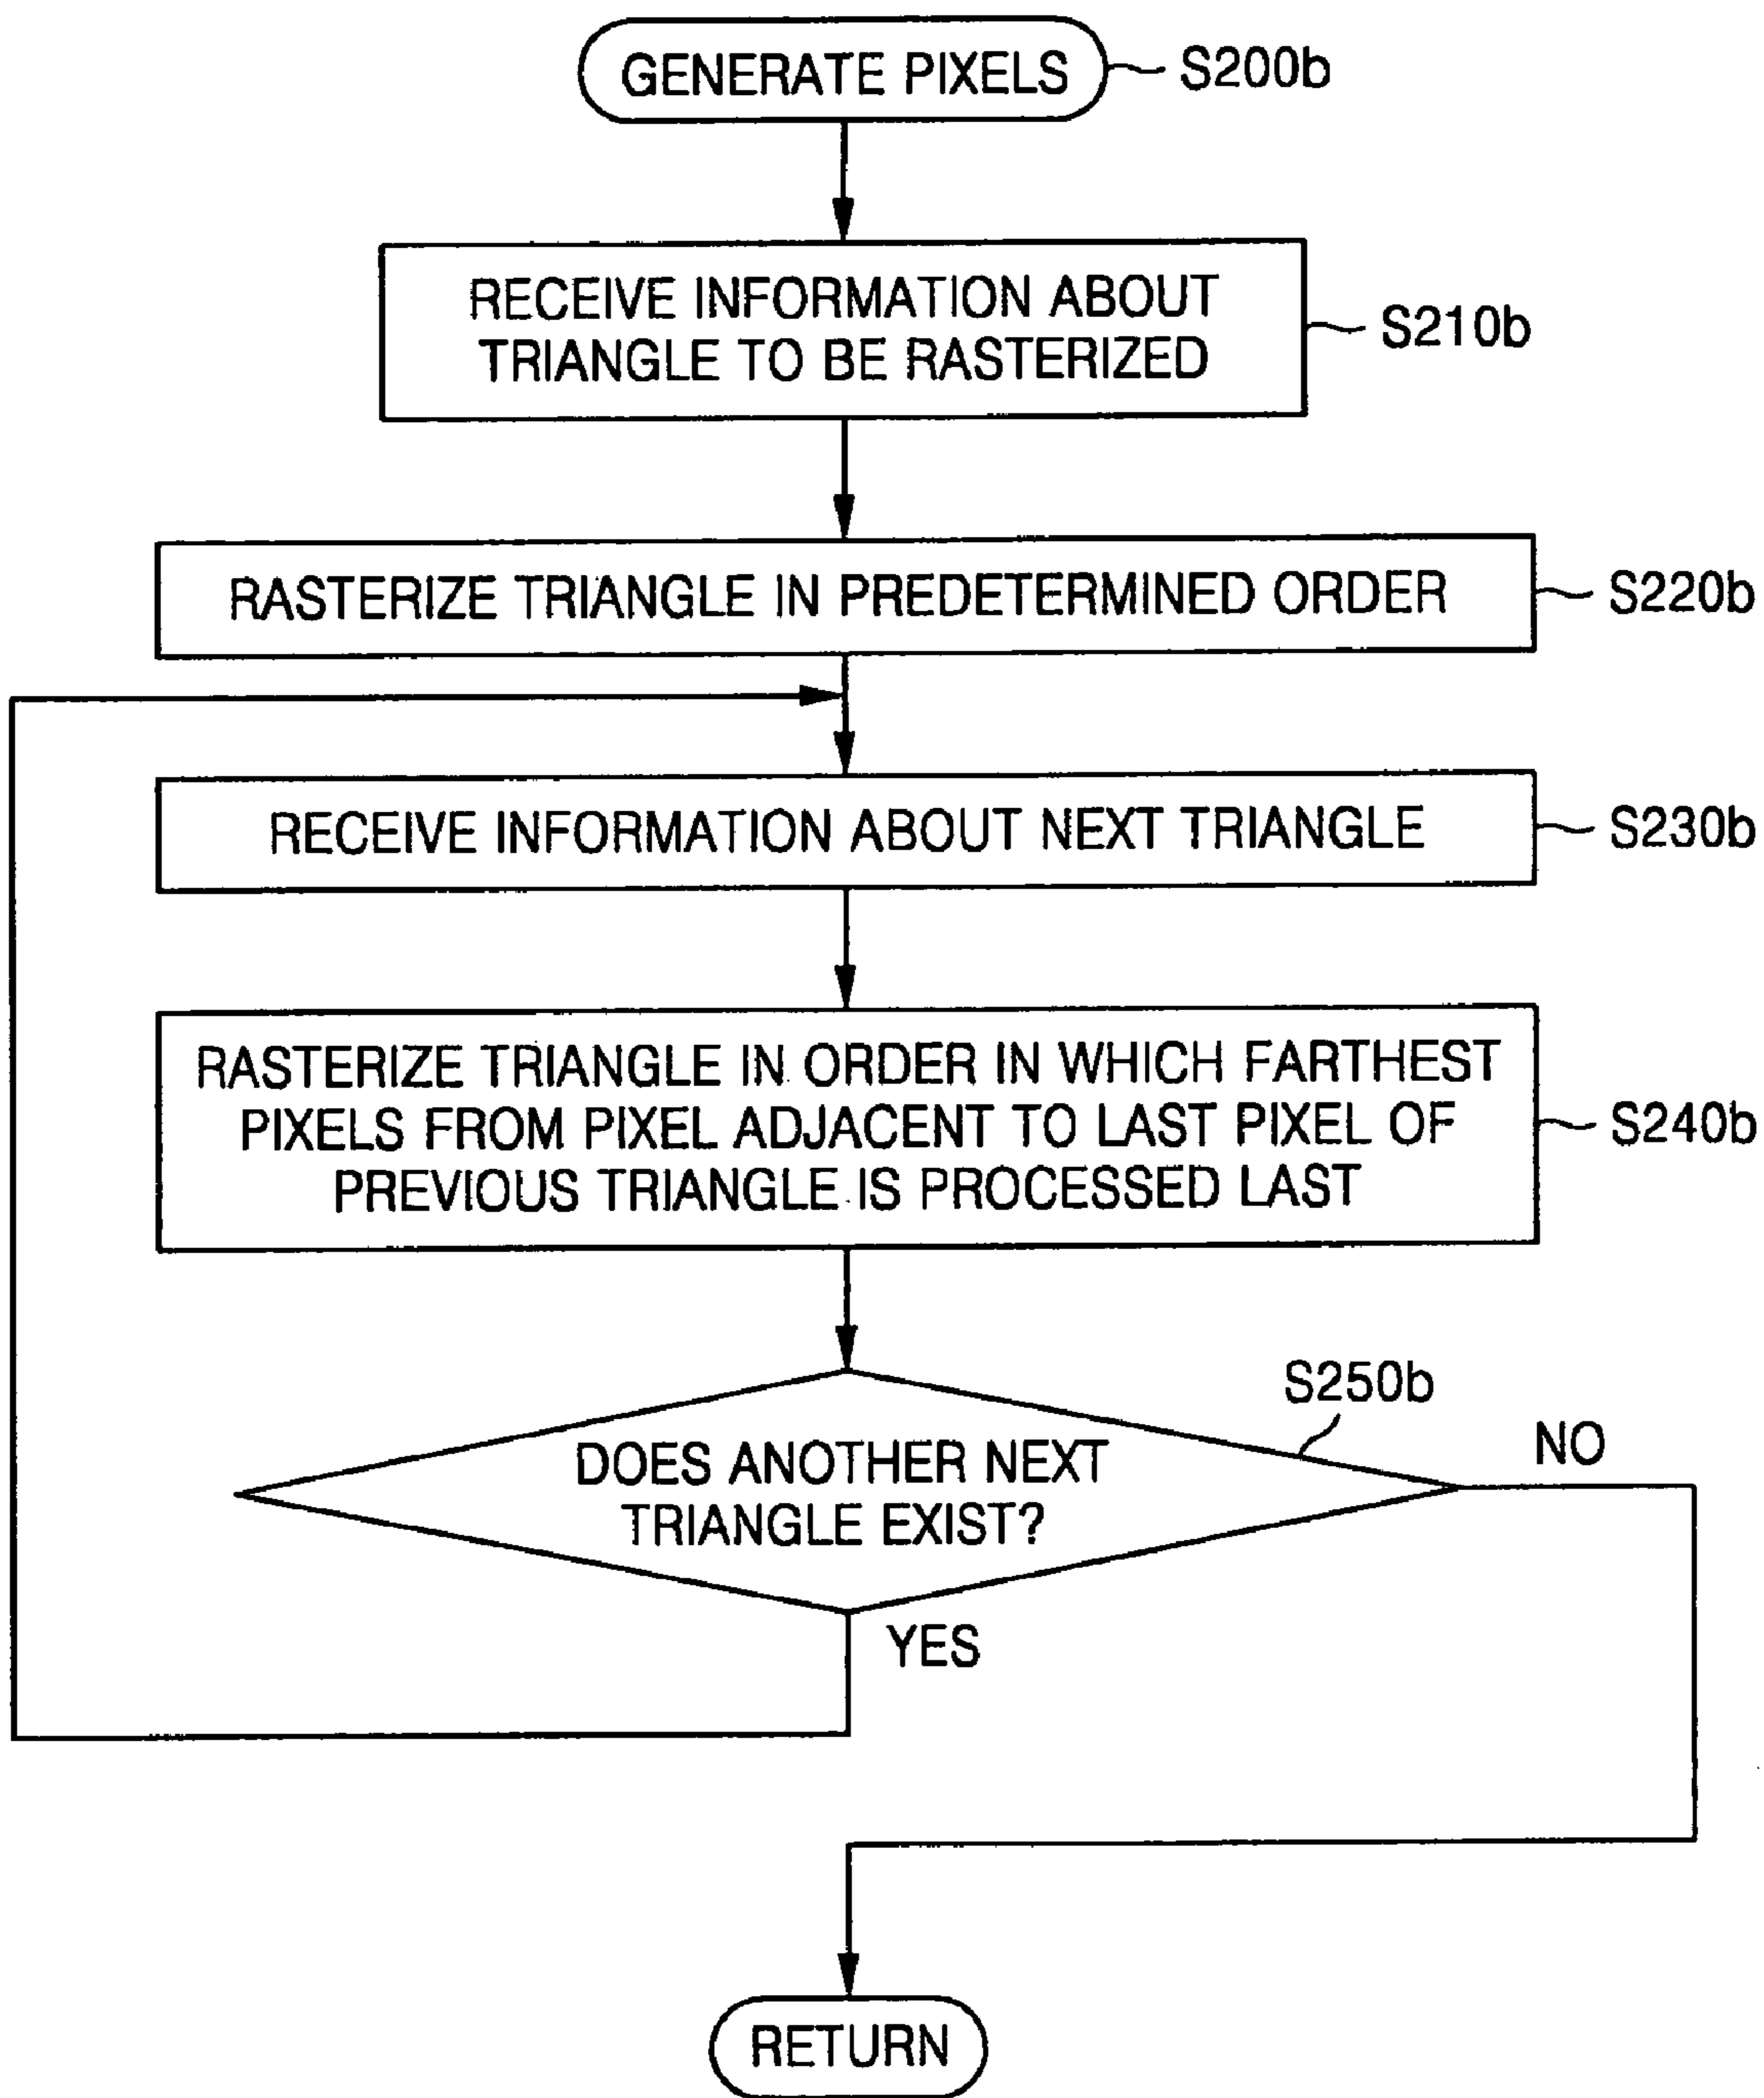 GENERATE PIXELS
S200b
RECEIVE INFORMATION ABOUT
TRIANGLE TO BE RASTERIZED
S210b
RASTERIZE TRIANGLE IN PREDETERMINED ORDER
S220b
RECEIVE INFORMATION ABOUT NEXT TRIANGLE
S230b
RASTERIZE TRIANGLE IN ORDER IN WHICH FARTHEST
PIXELS FROM PIXEL ADJACENT TO LAST PIXEL OF
PREVIOUS TRIANGLE IS PROCESSED LAST
S240b
S250b
DOES ANOTHER NEXT
TRIANGLE EXIST?
NO
YES
RETURN